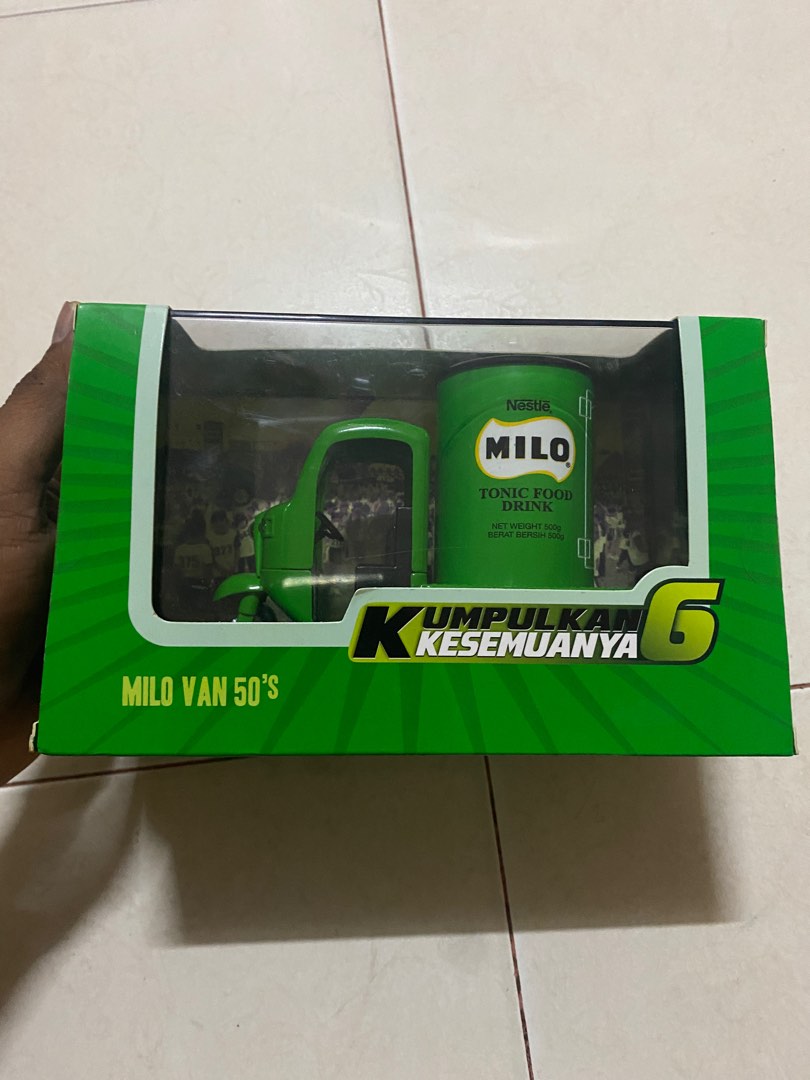 Nestlé
MILO
TONIC FOOD
DRINK
NET WEIGHT 500g
BERAT BERSIH 500g
KUMPULKAN
KESEMUANYA 6
MILO VAN 50'S